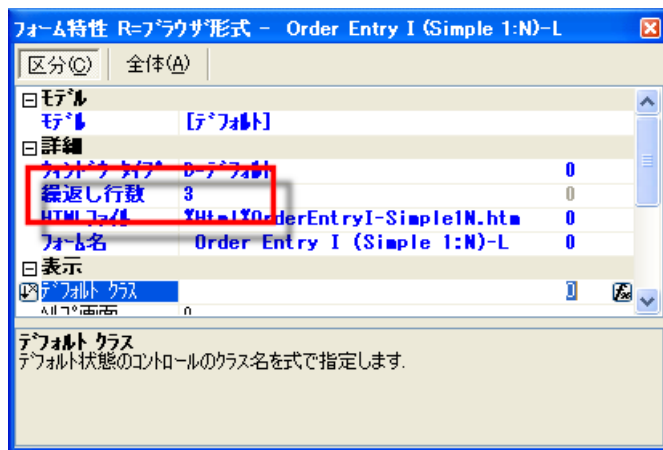 フォーム特性 R=ブラウザ形式 - Order Entry I (Simple 1:N)-L
区分(C) 全体(A)
モデル
モデル [デフォルト]
詳細
ウィンドウ タイプ D=デフォルト 0
繰返し行数 3 0
HTMLファイル %Html%OrderEntryI-Simple1N.htm 0
フォーム名 Order Entry I (Simple 1:N)-L 0
表示
デフォルト クラス 0
ヘルプ画面 0
デフォルト クラス
デフォルト状態のコントロールのクラス名を式で指定します.